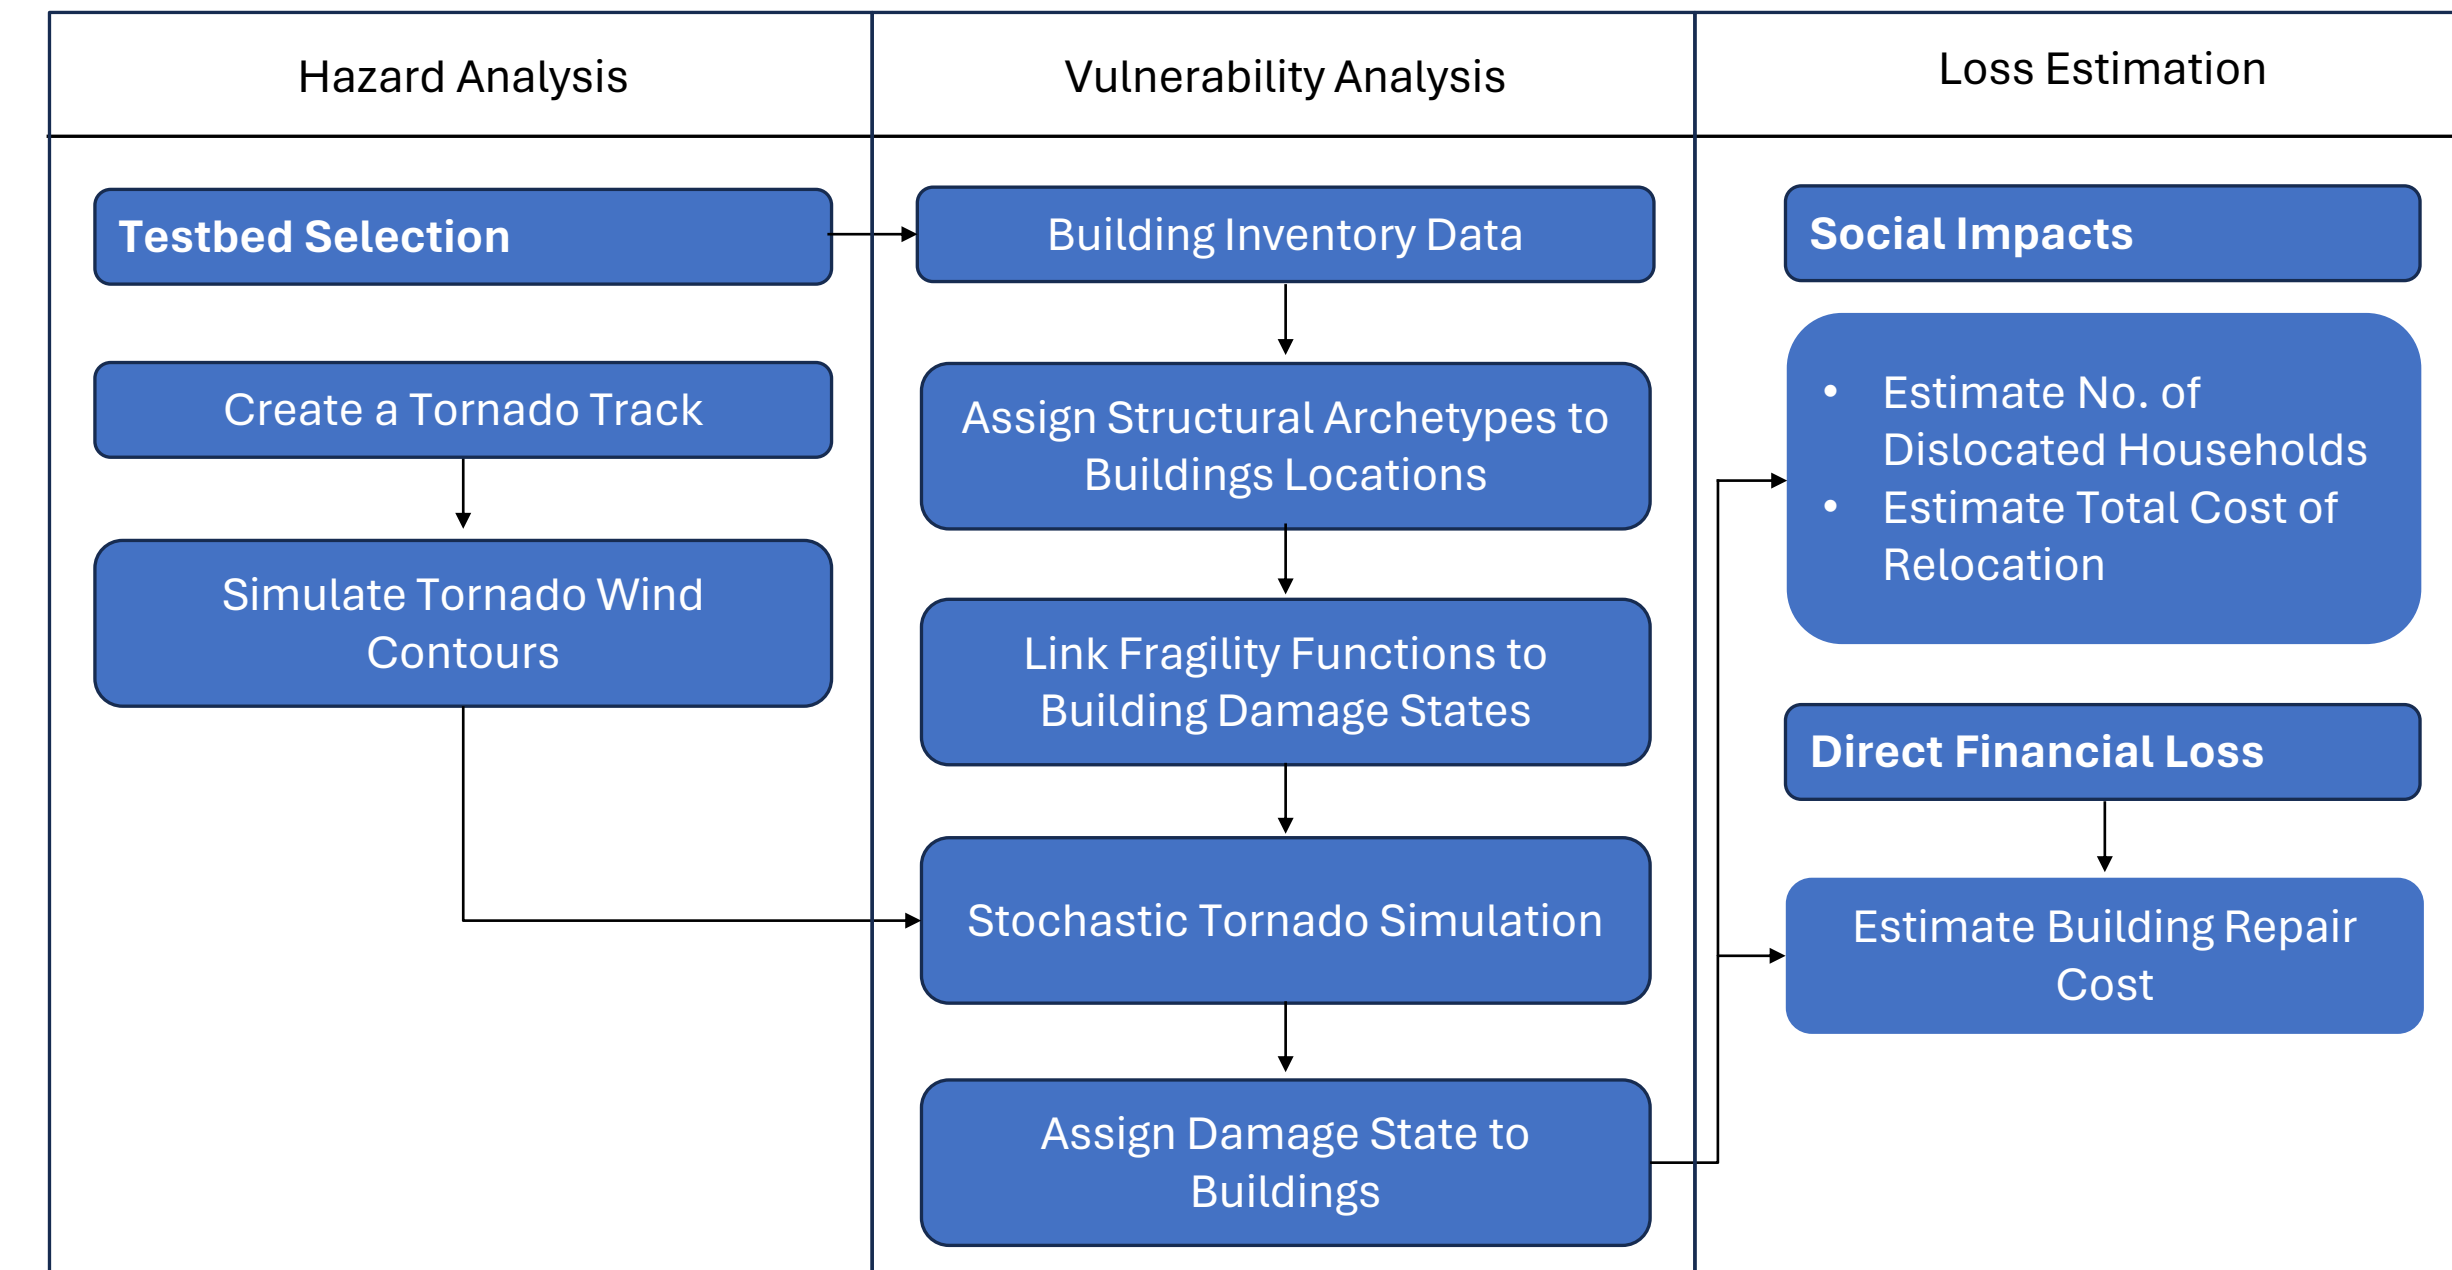 Hazard Analysis
Vulnerability Analysis
Loss Estimation
Testbed Selection
Create a Tornado Track
Simulate Tornado Wind
Contours
Building Inventory Data
Assign Structural Archetypes to
Buildings Locations
Link Fragility Functions to
Building Damage States
Stochastic Tornado Simulation
Assign Damage State to
Buildings
Social Impacts
• Estimate No. of
Dislocated Households
• Estimate Total Cost of
Relocation
Direct Financial Loss
Estimate Building Repair
Cost